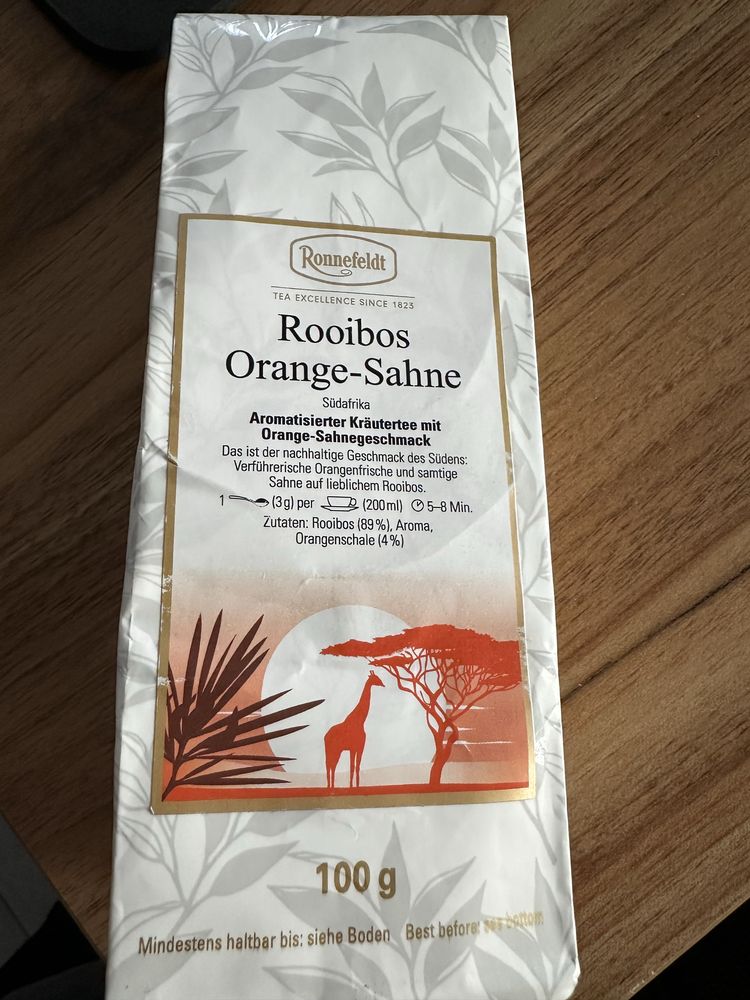 Ronnefeldt
TEA EXCELLENCE SINCE 1823
Rooibos
Orange-Sahne
Südafrika
Aromatisierter Kräutertee mit
Orange-Sahnegeschmack
Das ist der nachhaltige Geschmack des Südens:
Verführerische Orangenfrische und samtige
Sahne auf lieblichem Rooibos.
1 (3g) per (200ml) 5–8 Min.
Zutaten: Rooibos (89%), Aroma,
Orangenschale (4%)
100 g
Mindestens haltbar bis: siehe Boden Best before: see bottom